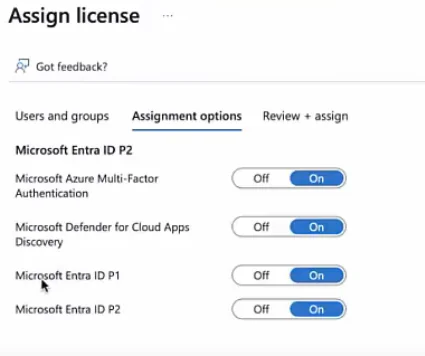 Assign license ...
Got feedback?
Users and groups Assignment options Review + assign
Microsoft Entra ID P2
Microsoft Azure Multi-Factor
Authentication
Off On
Microsoft Defender for Cloud Apps
Discovery
Off On
Microsoft Entra ID P1
Off On
Microsoft Entra ID P2
Off On